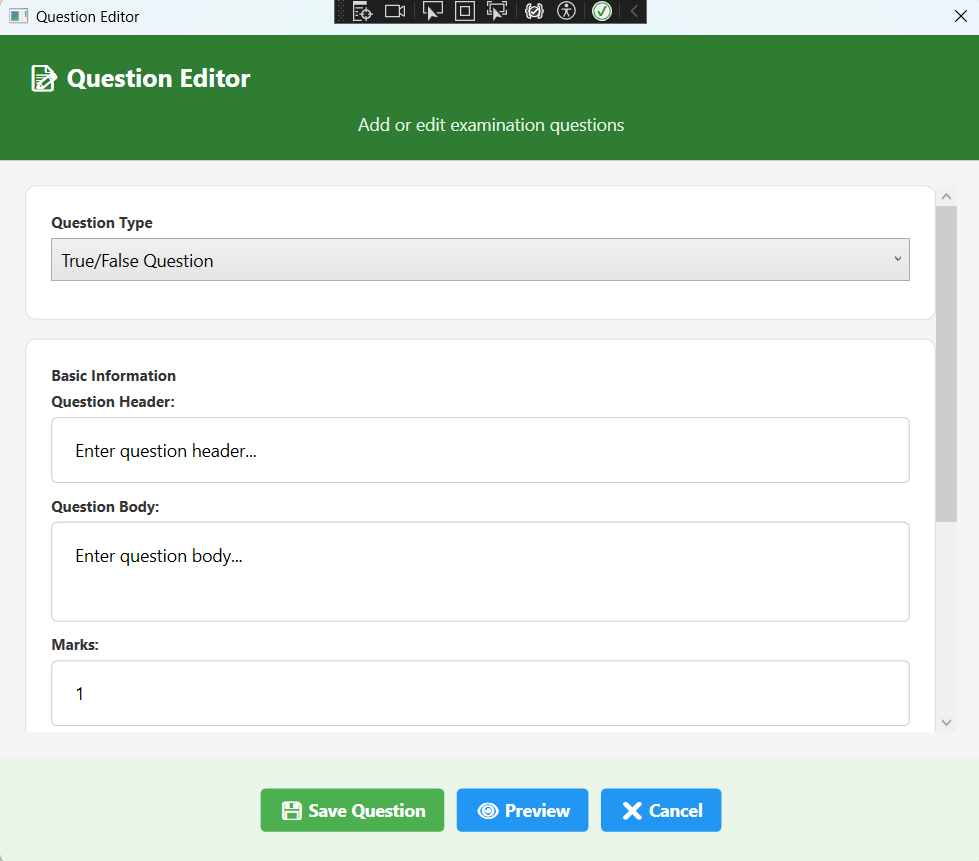 Question Editor
Question Editor
Add or edit examination questions
Question Type
True/False Question
Basic Information
Question Header:
Enter question header...
Question Body:
Enter question body...
Marks:
1
Save Question
Preview
Cancel